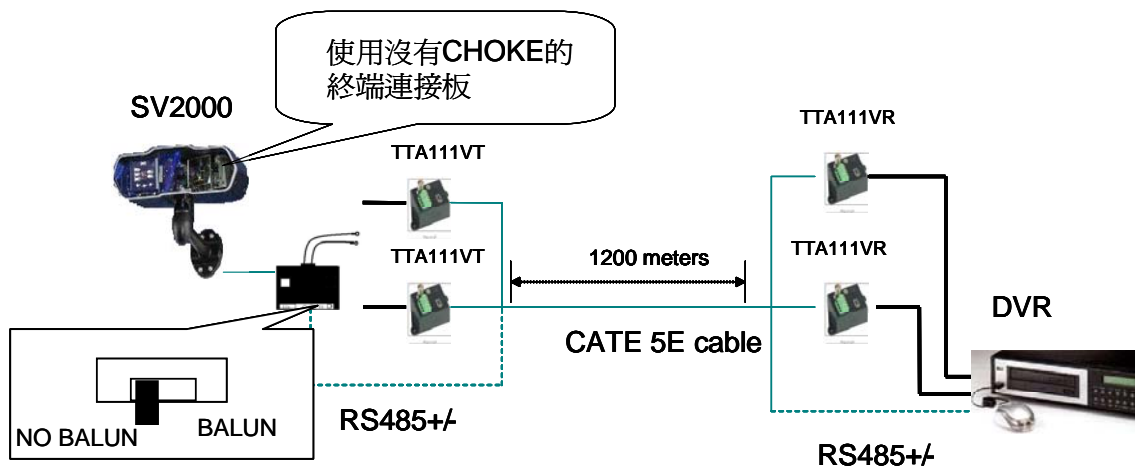 使用沒有CHOKE的
終端連接板
SV2000
TTA111VR
TTA111VT
TTA111VT
1200 meters
TTA111VR
DVR
CATE 5E cable
NO BALUN
BALUN
RS485+/-
RS485+/-